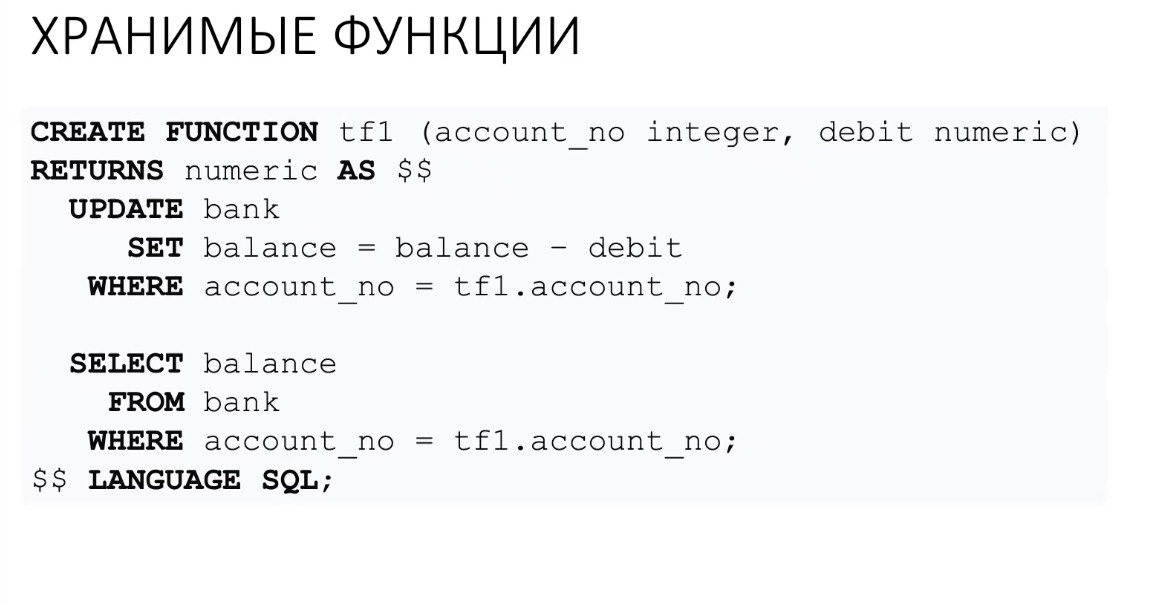 ХРАНИМЫЕ ФУНКЦИИ
CREATE FUNCTION tf1 (account_no integer, debit numeric)
RETURNS numeric AS $$
UPDATE bank
SET balance = balance - debit
WHERE account_no = tf1.account_no;
SELECT balance
FROM bank
WHERE account_no = tf1.account_no;
$$ LANGUAGE SQL;